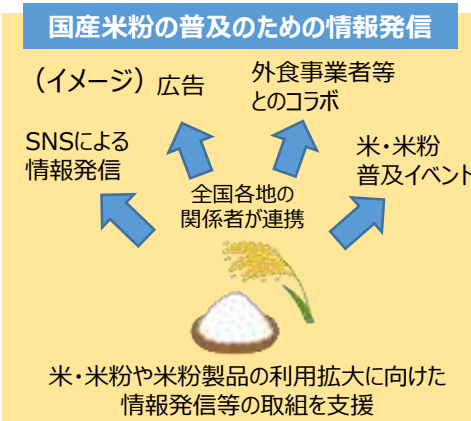 国産米粉の普及のための情報発信
（イメージ）広告
外食事業者等
とのコラボ
SNSによる
情報発信
米・米粉
普及イベント
全国各地の
関係者が連携
米・米粉や米粉製品の利用拡大に向けた
情報発信等の取組を支援